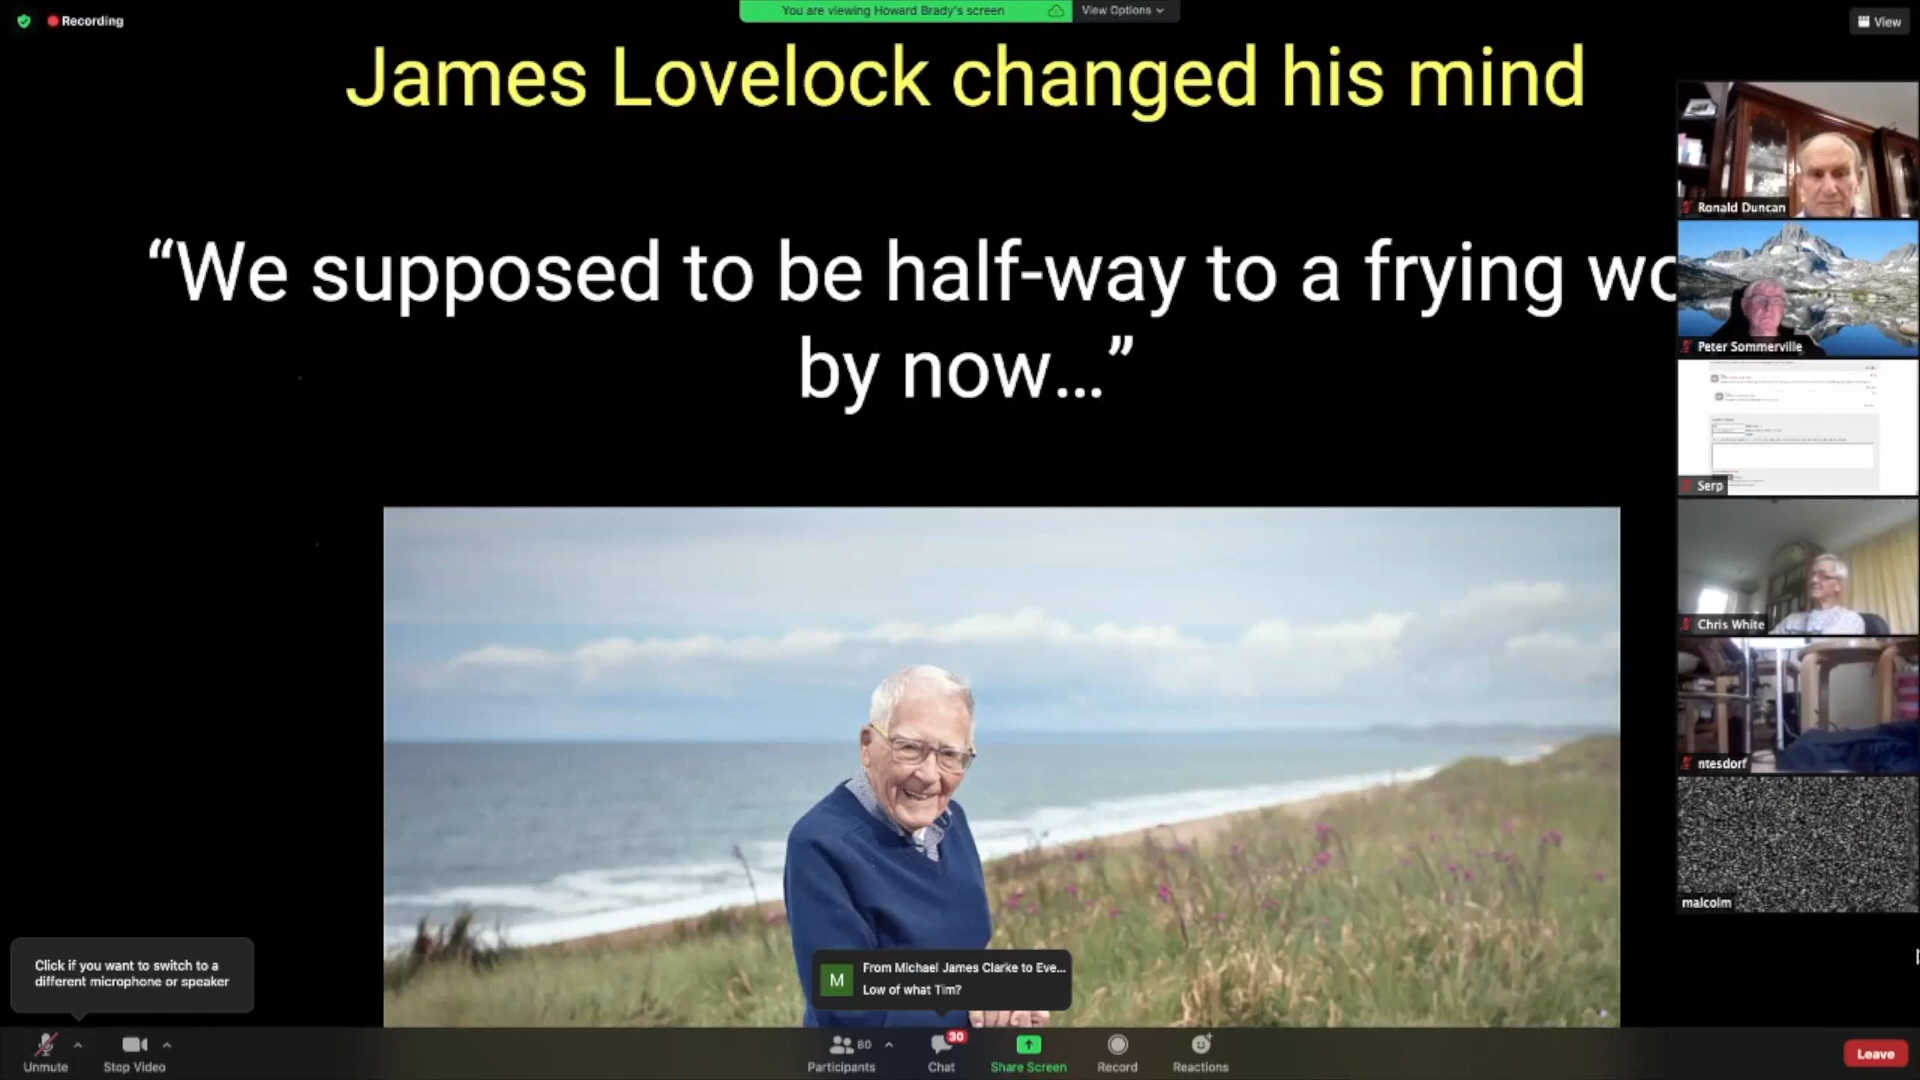 Recording
You are viewing Howard Brady's screen
View Options
View
James Lovelock changed his mind
“We supposed to be half-way to a frying wo
by now...”
Ronald Duncan
Peter Sommerville
Serp
Chris White
ntesdorf
malcolm
Click if you want to switch to a
different microphone or speaker
M
From Michael James Clarke to Eve...
Low of what Tim?
Unmute
Stop Video
80
Participants
30
Chat
Share Screen
Record
Reactions
Leave